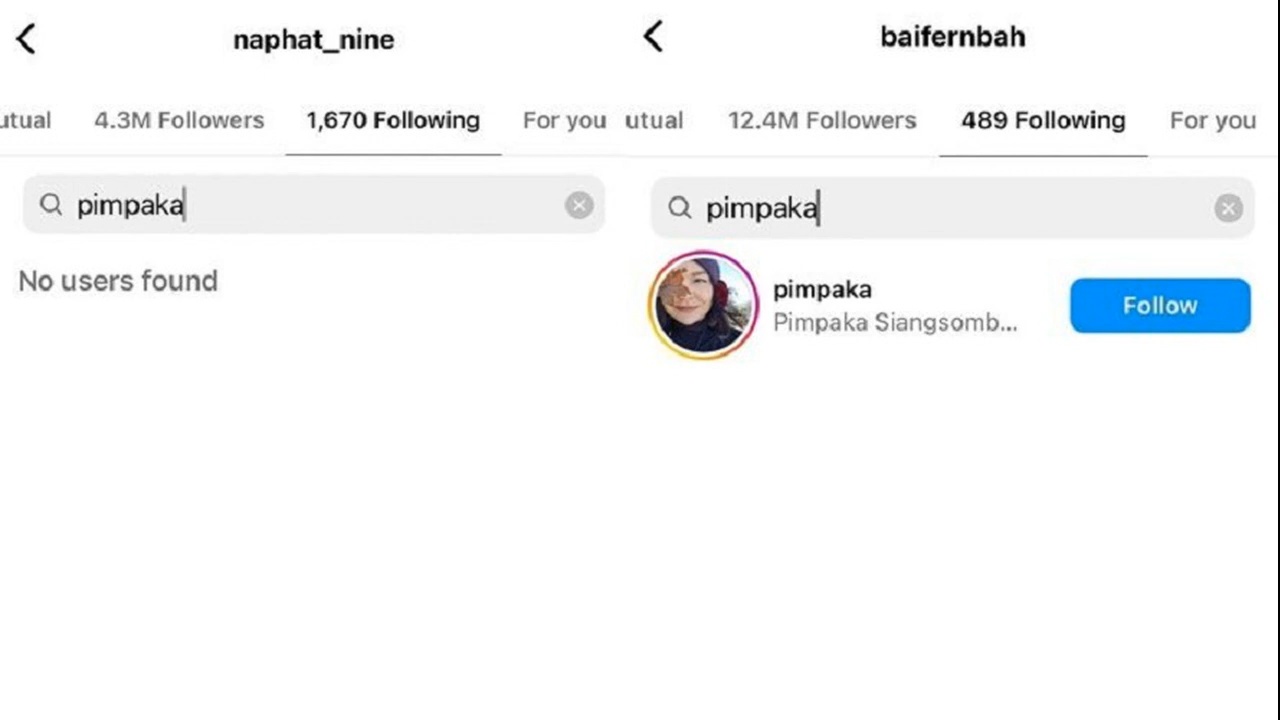 naphat_nine
utual 4.3M Followers 1,670 Following For you
pimpaka
No users found
baifernbah
utual 12.4M Followers 489 Following For you
pimpaka
pimpaka
Pimpaka Siangsomb...
Follow